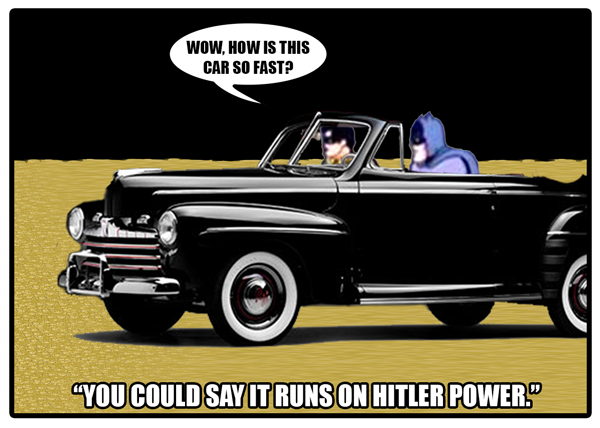 WOW, HOW IS THIS
CAR SO FAST?
“YOU COULD SAY IT RUNS ON HITLER POWER.”